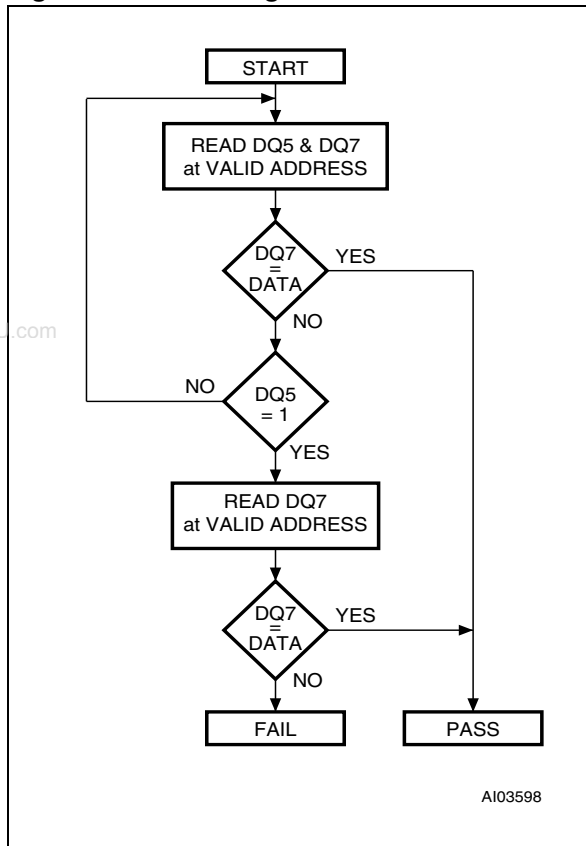 START
READ DQ5 & DQ7
at VALID ADDRESS
DQ7
=
DATA
YES
NO
NO
DQ5
= 1
YES
READ DQ7
at VALID ADDRESS
DQ7
=
DATA
YES
NO
FAIL
PASS
AI03598
.com